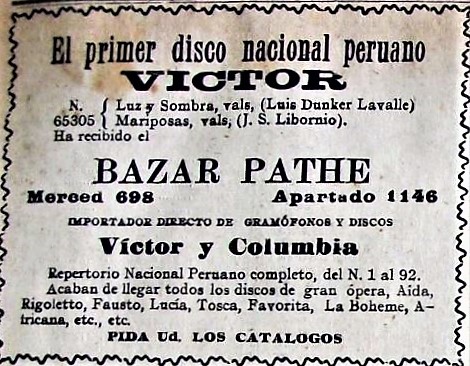 El primer disco nacional peruano
VICTOR
N. { Luz y Sombra, vals, (Luis Dunker Lavalle)
65305 { Mariposas, vals, (J. S. Libornio).
Ha recibido el
BAZAR PATHE
Merced 698 Apartado 1146
IMPORTADOR DIRECTO DE GRAMÓFONOS Y DISCOS
Víctor y Columbia
Repertorio Nacional Peruano completo, del N. 1 al 92.
Acaban de llegar todos los discos de gran ópera, Aida,
Rigoletto, Fausto, Lucía, Tosca, Favorita, La Boheme, A-
tricana, etc., etc.
PIDA Ud. LOS CATALOGOS